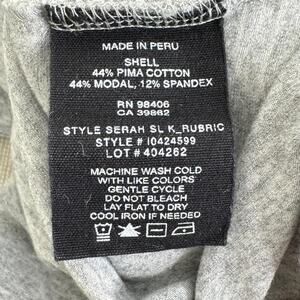 MADE IN PERU
SHELL
44% PIMA COTTON
44% MODAL, 12% SPANDEX
RN 98406
CA 39862
STYLE SERAH SL K_RUBRIC
STYLE # I0424599
LOT # 404262
MACHINE WASH COLD
WITH LIKE COLORS
GENTLE CYCLE
DO NOT BLEACH
LAY FLAT TO DRY
COOL IRON IF NEEDED